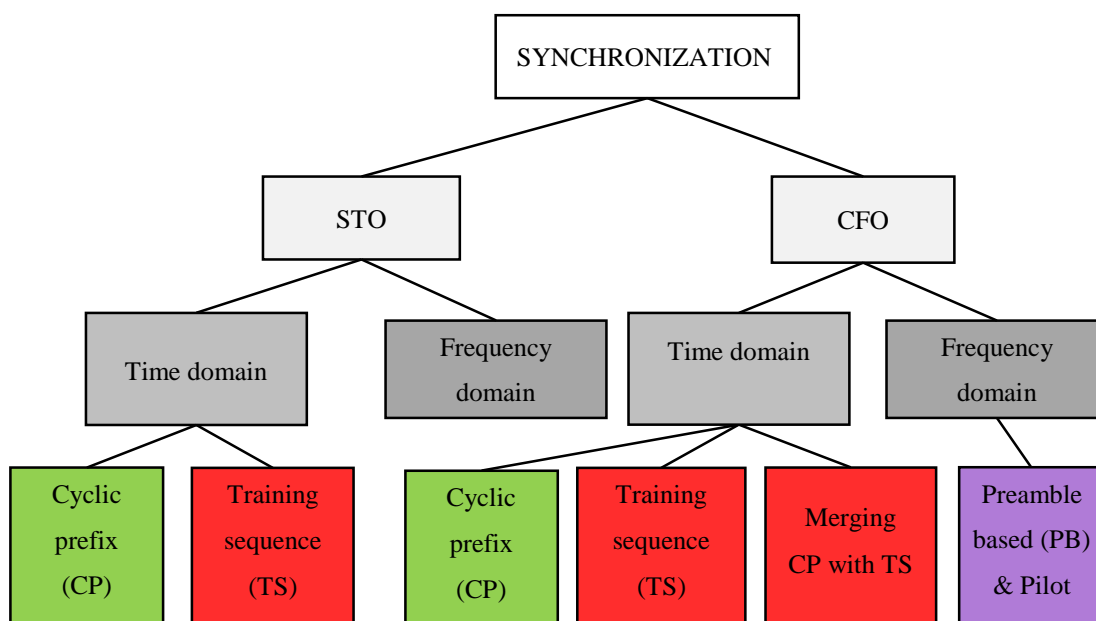 SYNCHRONIZATION
STO
CFO
Time domain
Frequency
domain
Time domain
Frequency
domain
Cyclic
prefix
(CP)
Training
sequence
(TS)
Cyclic
prefix
(CP)
Training
sequence
(TS)
Merging
CP with TS
Preamble
based (PB)
& Pilot